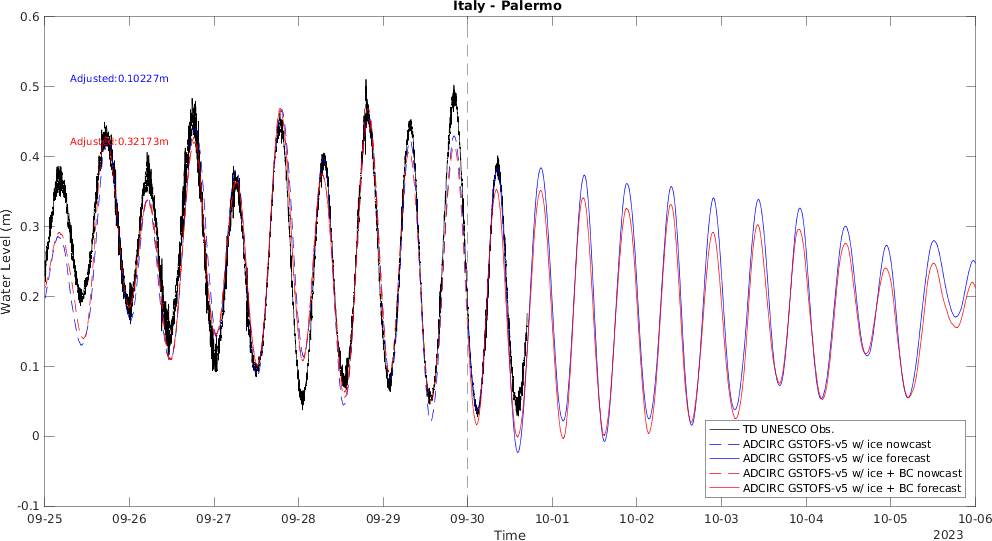 Italy - Palermo
0.6
0.5
0.4
0.3
0.2
0.1
0
-0.1
Water Level (m)
Adjusted:0.10227m
Adjusted:0.32173m
TD UNESCO Obs.
ADCIRC GSTOFS-v5 w/ ice nowcast
ADCIRC GSTOFS-v5 w/ ice forecast
ADCIRC GSTOFS-v5 w/ ice + BC nowcast
ADCIRC GSTOFS-v5 w/ ice + BC forecast
09-25 09-26 09-27 09-28 09-29 09-30 10-01 10-02 10-03 10-04 10-05 10-06
Time
2023